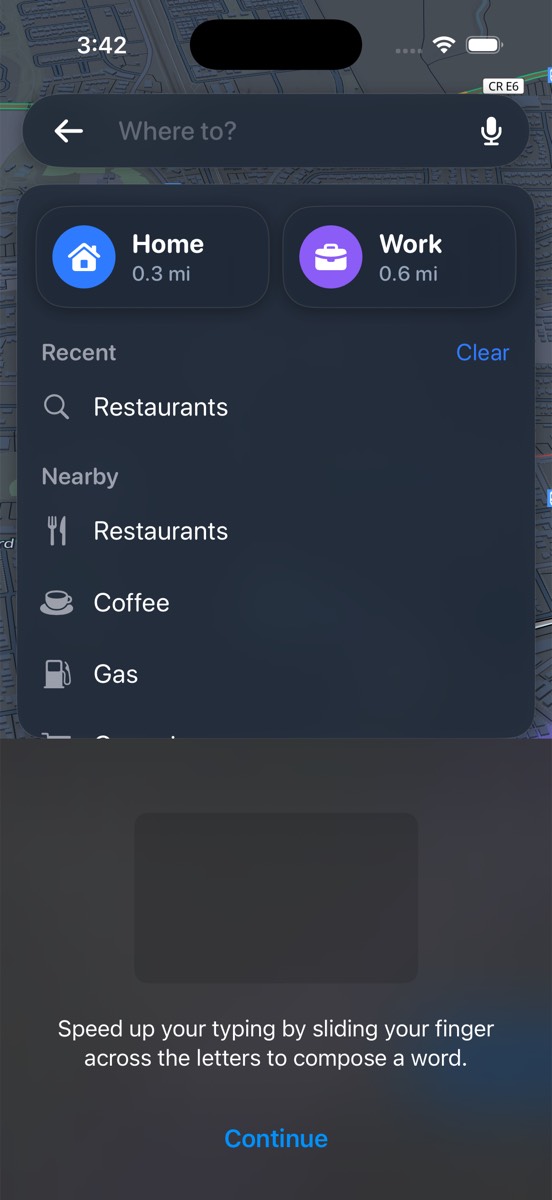 3:42
CR E6
Where to?
Home
0.3 mi
Work
0.6 mi
Recent
Clear
Restaurants
Nearby
Restaurants
Coffee
Gas
rd
Speed up your typing by sliding your finger
across the letters to compose a word.
Continue